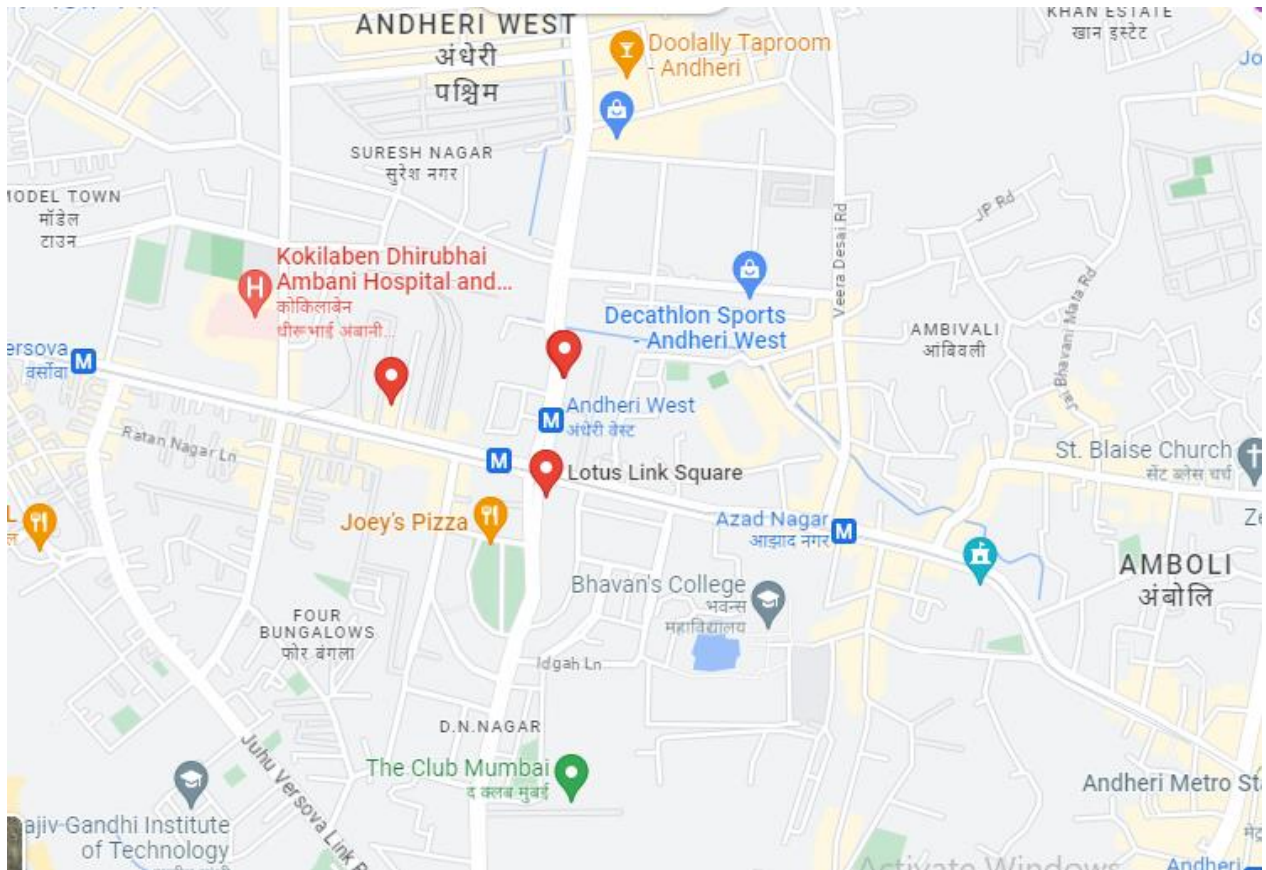 ANDHERI WEST
अंधेरी
पश्चिम
Doolally Taproom
- Andheri
KHAN ESTATE
खान इस्टेट
SURESH NAGAR
सुरेश नगर
MODEL TOWN
मॉडेल
टाउन
JP Rd
Veera Desai Rd
Jai Bhavani Mata Rd
Kokilaben Dhirubhai
Ambani Hospital and...
कोकिलाबेन
धीरूभाई अंबानी...
Decathlon Sports
- Andheri West
AMBIVALI
आंबिवली
ersova
वर्सोवा
M
M
Andheri West
अंधेरी वेस्ट
Ratan Nagar Ln
M
Lotus Link Square
St. Blaise Church
सेंट ब्लेस चर्च
Joey's Pizza
Azad Nagar
आझाद नगर
M
AMBOLI
अंबोलि
Bhavan's College
भवन्स
महाविद्यालय
FOUR
BUNGALOWS
फोर बंगला
Idgah Ln
D.N.NAGAR
Juhu Versova Link R
The Club Mumbai
द क्लब मुंबई
Andheri Metro Sta
ajiv Gandhi Institute
of Technology
Activate Windows
Andheri